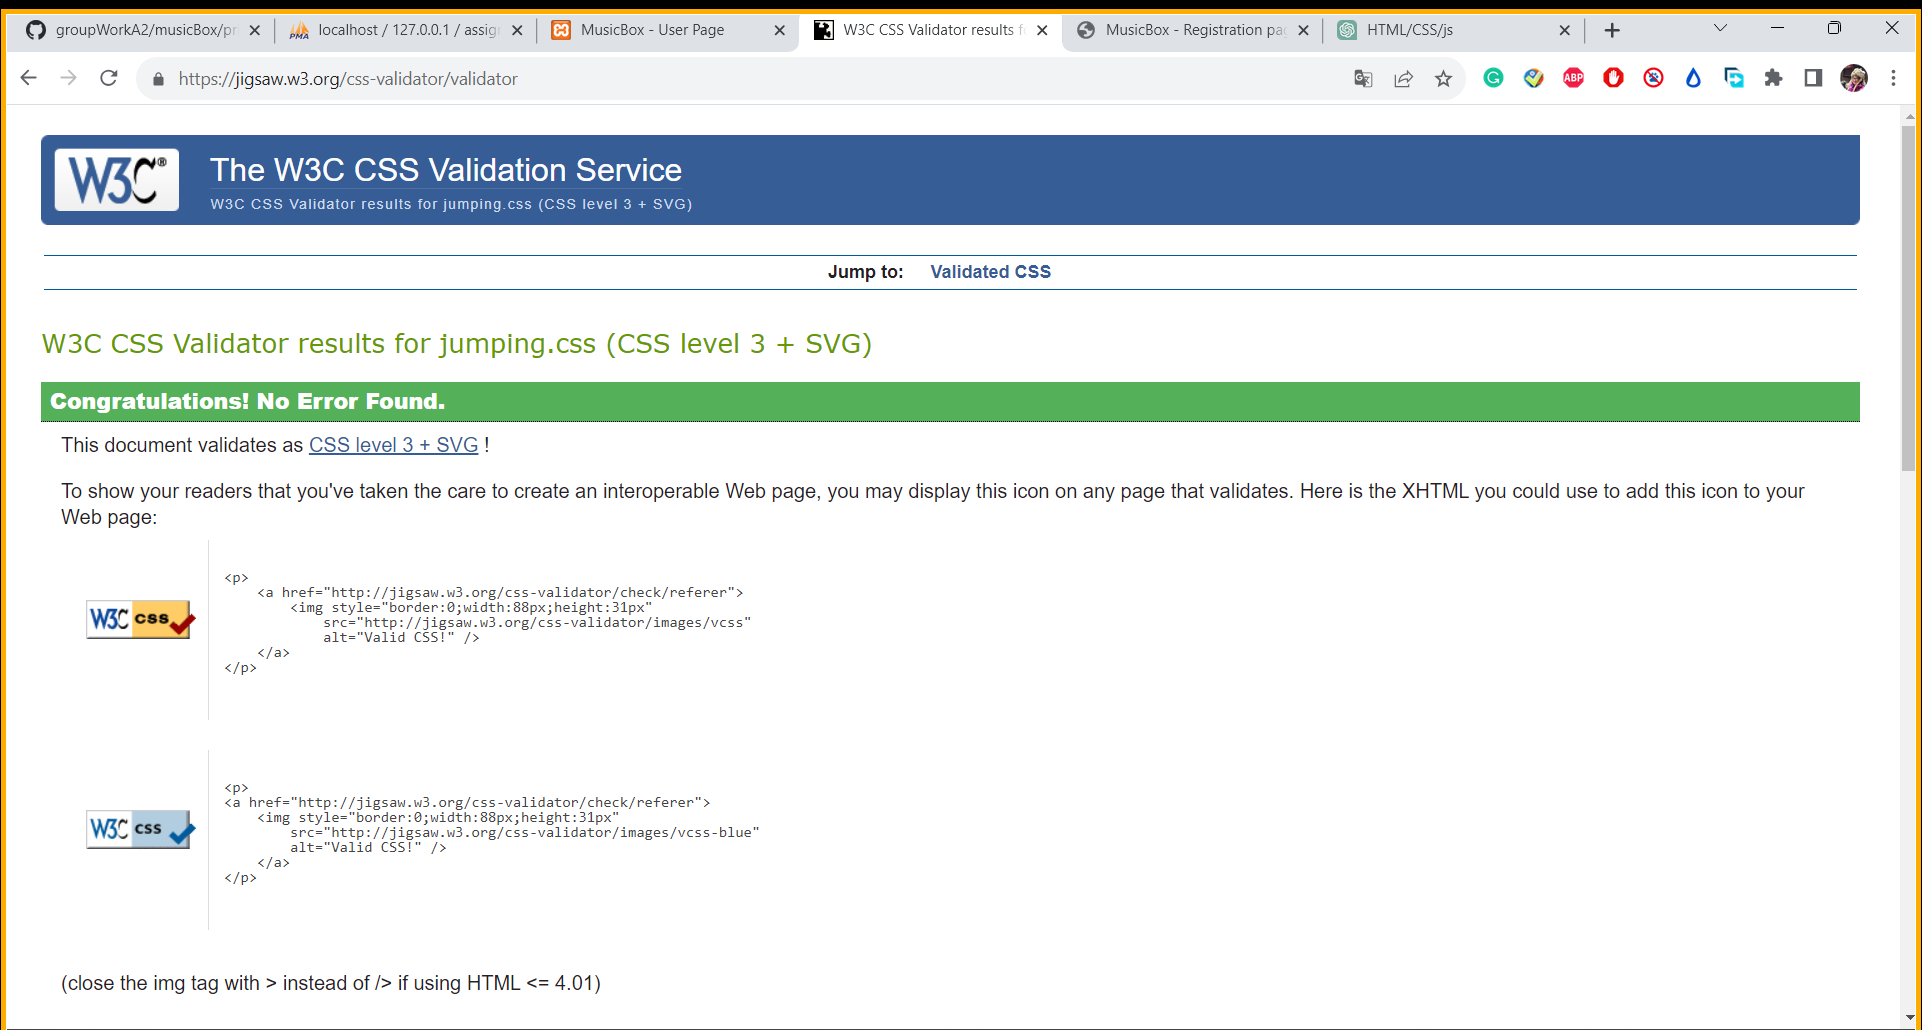 groupWorkA2/musicBox/pr
localhost / 127.0.0.1 / assig
MusicBox - User Page
W3C CSS Validator results f
MusicBox - Registration pag
HTML/CSS/js
https://jigsaw.w3.org/css-validator/validator
ABP
W3C®
The W3C CSS Validation Service
W3C CSS Validator results for jumping.css (CSS level 3 + SVG)
Jump to: Validated CSS
W3C CSS Validator results for jumping.css (CSS level 3 + SVG)
Congratulations! No Error Found.
This document validates as CSS level 3 + SVG !
To show your readers that you've taken the care to create an interoperable Web page, you may display this icon on any page that validates. Here is the XHTML you could use to add this icon to your
Web page:
W3C css
<p>
    <a href="http://jigsaw.w3.org/css-validator/check/referer">
        <img style="border:0;width:88px;height:31px"
            src="http://jigsaw.w3.org/css-validator/images/vcss"
            alt="Valid CSS!" />
    </a>
</p>
W3C css
<p>
<a href="http://jigsaw.w3.org/css-validator/check/referer">
    <img style="border:0;width:88px;height:31px"
        src="http://jigsaw.w3.org/css-validator/images/vcss-blue"
        alt="Valid CSS!" />
    </a>
</p>
(close the img tag with > instead of /> if using HTML <= 4.01)